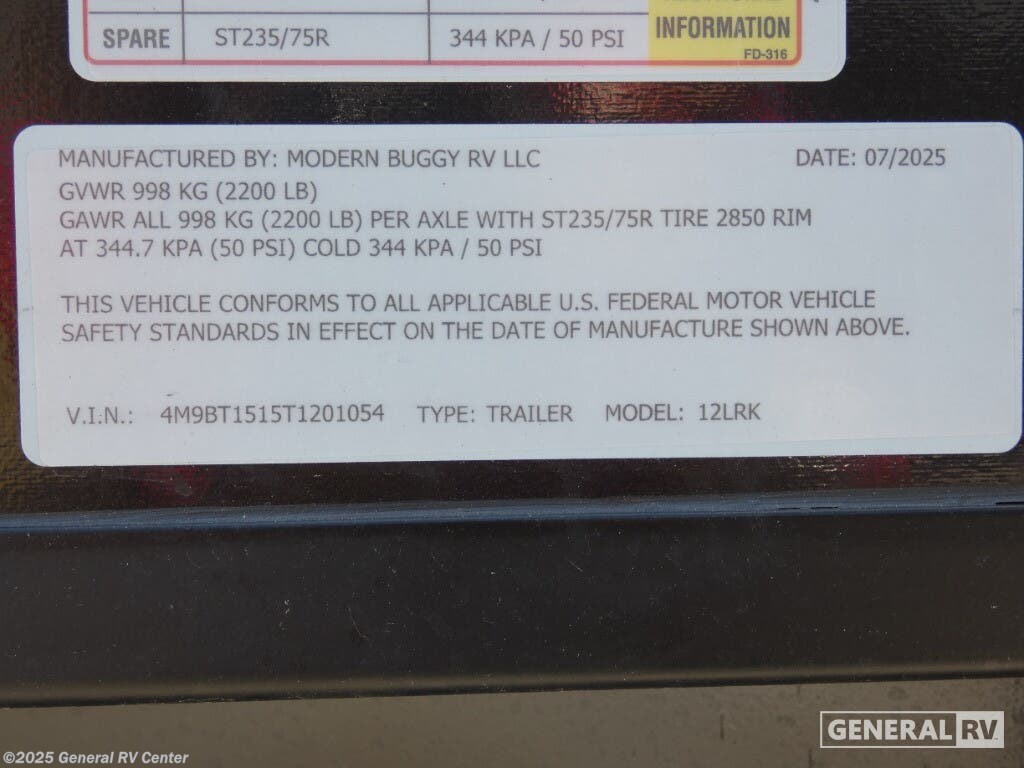 SPARE ST235/75R 344 KPA / 50 PSI
INFORMATION
FD-316
MANUFACTURED BY: MODERN BUGGY RV LLC DATE: 07/2025
GVWR 998 KG (2200 LB)
GAWR ALL 998 KG (2200 LB) PER AXLE WITH ST235/75R TIRE 2850 RIM
AT 344.7 KPA (50 PSI) COLD 344 KPA / 50 PSI
THIS VEHICLE CONFORMS TO ALL APPLICABLE U.S. FEDERAL MOTOR VEHICLE
SAFETY STANDARDS IN EFFECT ON THE DATE OF MANUFACTURE SHOWN ABOVE.
V.I.N.: 4M9BT1515T1201054 TYPE: TRAILER MODEL: 12LRK
GENERAL RV
©2025 General RV Center